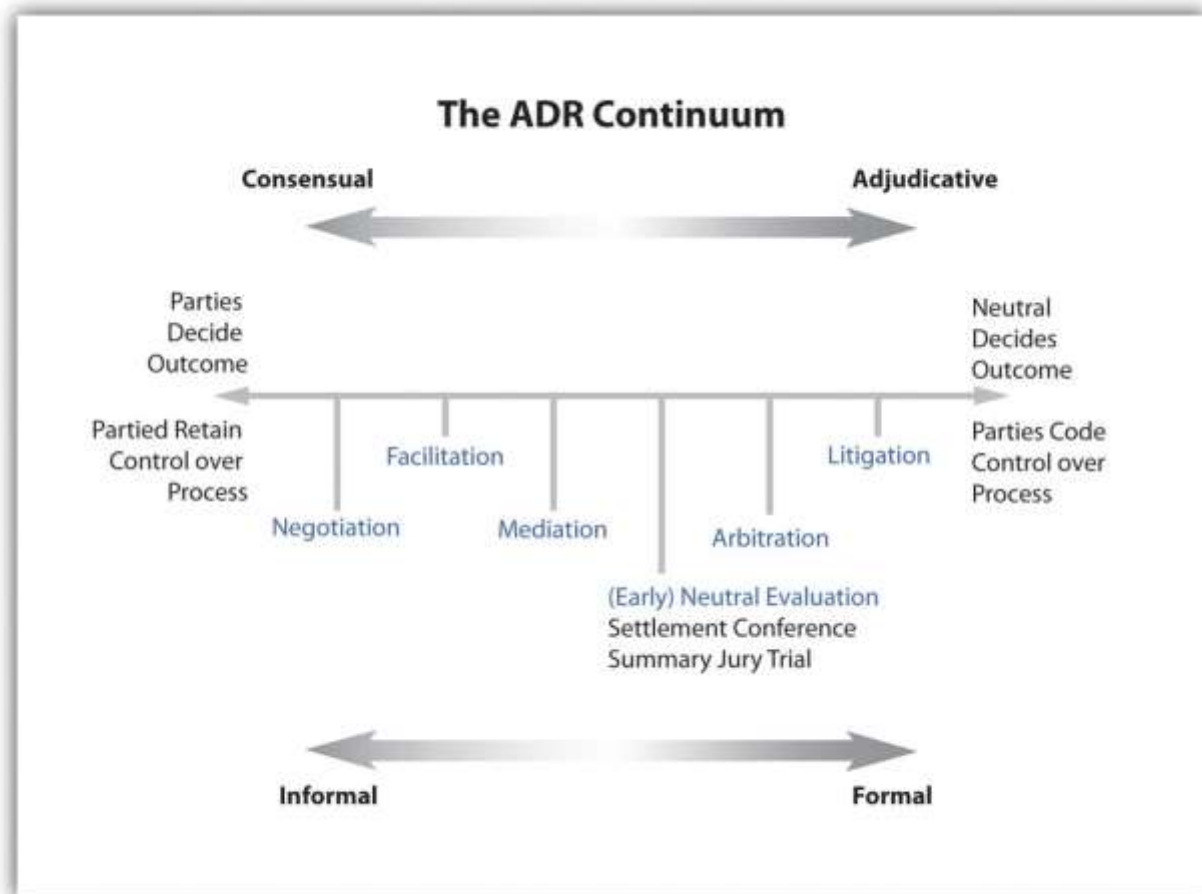 The ADR Continuum
Consensual
Adjudicative
Parties
Decide
Outcome
Neutral
Decides
Outcome
Partied Retain
Control over
Process
Parties Code
Control over
Process
Negotiation
Facilitation
Mediation
(Early) Neutral Evaluation
Settlement Conference
Summary Jury Trial
Arbitration
Litigation
Informal
Formal